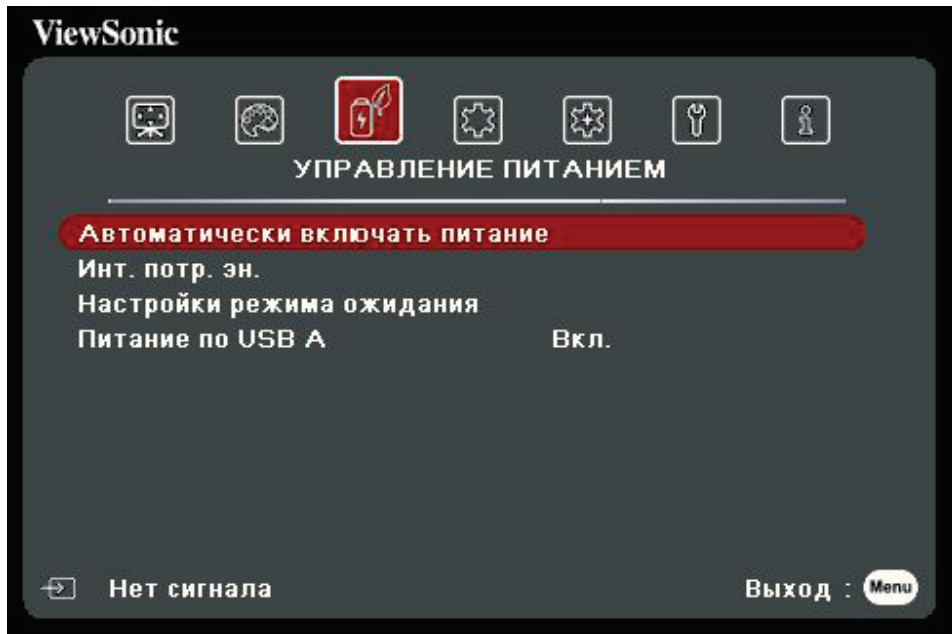 ViewSonic
УПРАВЛЕНИЕ ПИТАНИЕМ
Автоматически включать питание
Инт. потр. эн.
Настройки режима ожидания
Питание по USB A Вкл.
Нет сигнала Выход : Menu